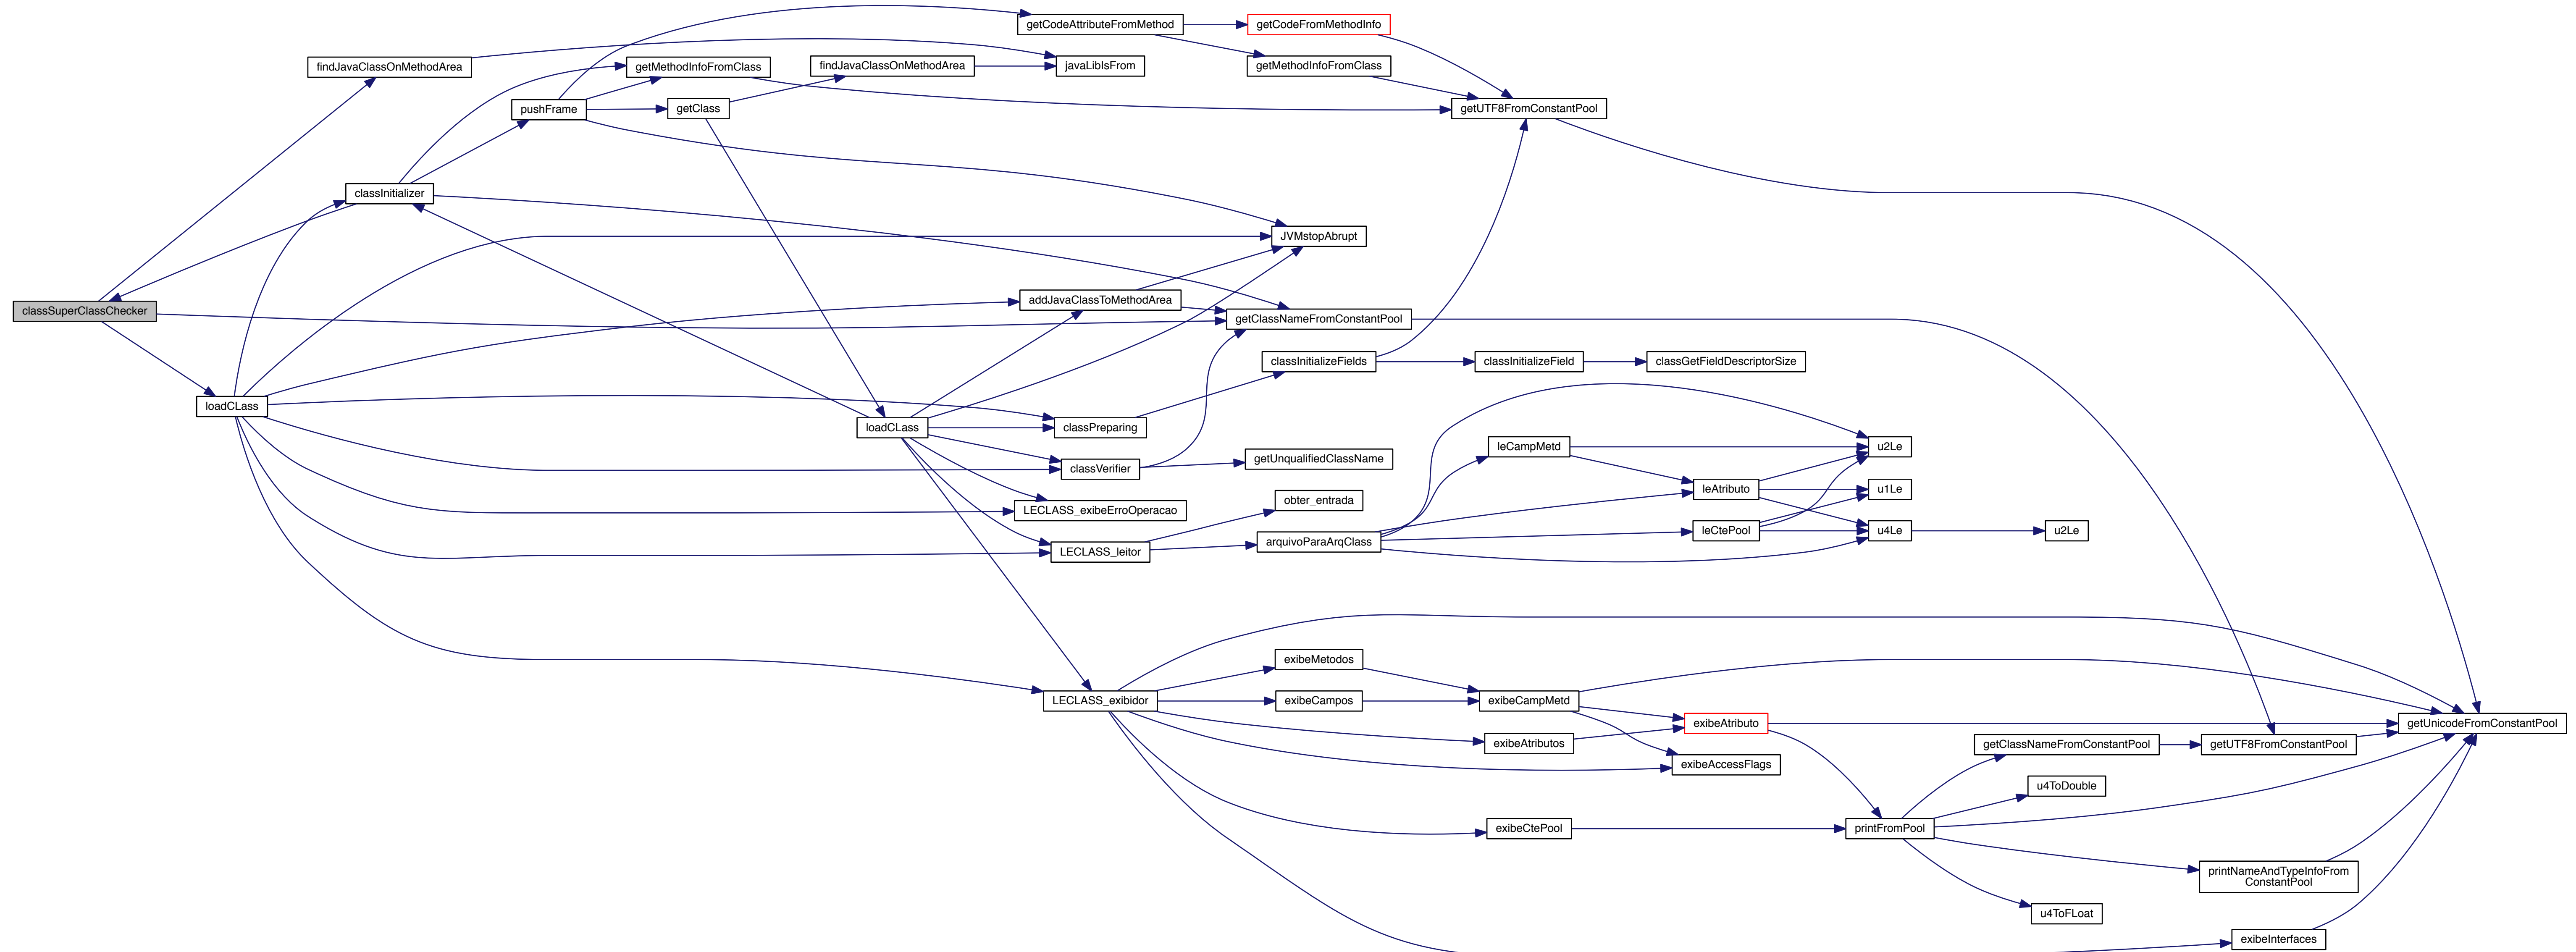 getCodeAttributeFromMethod
getCodeFromMethodInfo
findJavaClassOnMethodArea
getMethodInfoFromClass
findJavaClassOnMethodArea
javaLibIsFrom
getMethodInfoFromClass
pushFrame
getClass
getUTF8FromConstantPool
classInitializer
JVMstopAbrupt
classSuperClassChecker
addJavaClassToMethodArea
getClassNameFromConstantPool
classInitializeFields
classInitializeField
classGetFieldDescriptorSize
loadCLass
loadCLass
classPreparing
leCampMetd
u2Le
classVerifier
getUnqualifiedClassName
leAtributo
u1Le
LECLASS_exibeErroOperacao
obter_entrada
LECLASS_leitor
arquivoParaArqClass
leCtePool
u4Le
u2Le
exibeMetodos
LECLASS_exibidor
exibeCampos
exibeCampMetd
exibeAtributo
getUnicodeFromConstantPool
exibeAtributos
exibeAccessFlags
getClassNameFromConstantPool
getUTF8FromConstantPool
u4ToDouble
exibeCtePool
printFromPool
printNameAndTypeInfoFrom
ConstantPool
u4ToFLoat
exibeInterfaces